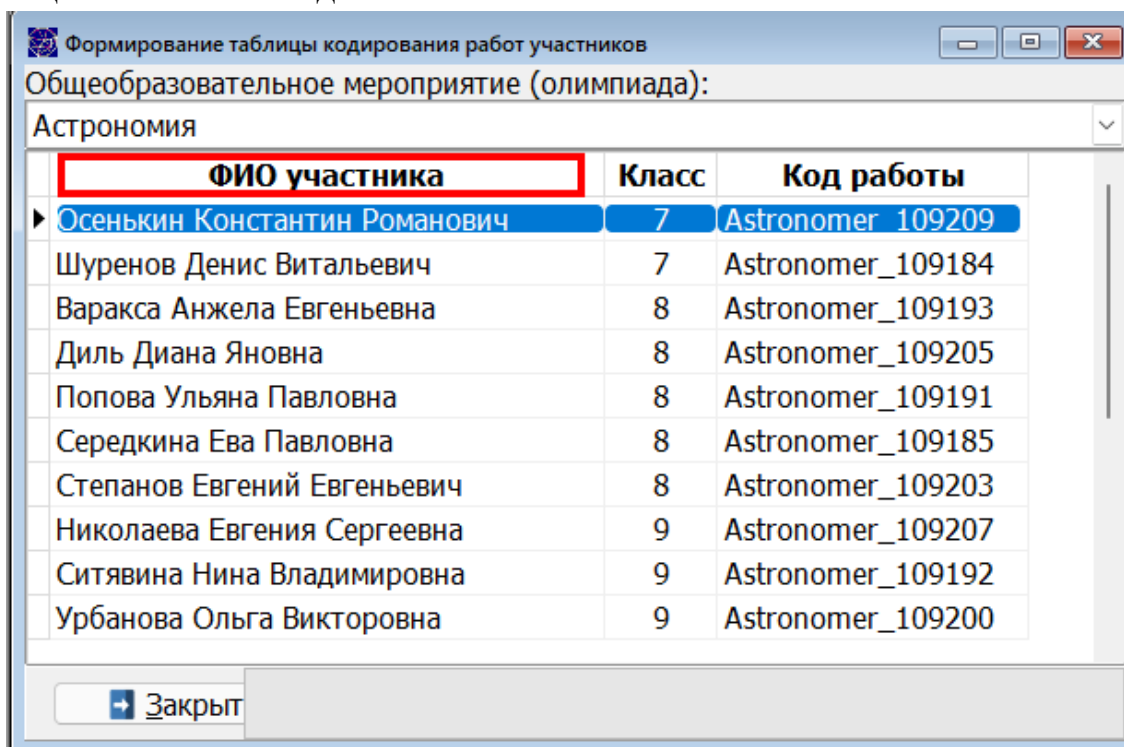 Формирование таблицы кодирования работ участников
Общеобразовательное мероприятие (олимпиада):
Астрономия
ФИО участника Класс Код работы
Осенькин Константин Романович 7 Astronomer_109209
Шуренов Денис Витальевич 7 Astronomer_109184
Варакса Анжела Евгеньевна 8 Astronomer_109193
Диль Диана Яновна 8 Astronomer_109205
Попова Ульяна Павловна 8 Astronomer_109191
Середкина Ева Павловна 8 Astronomer_109185
Степанов Евгений Евгеньевич 8 Astronomer_109203
Николаева Евгения Сергеевна 9 Astronomer_109207
Ситявина Нина Владимировна 9 Astronomer_109192
Урбанова Ольга Викторовна 9 Astronomer_109200
Закрыт